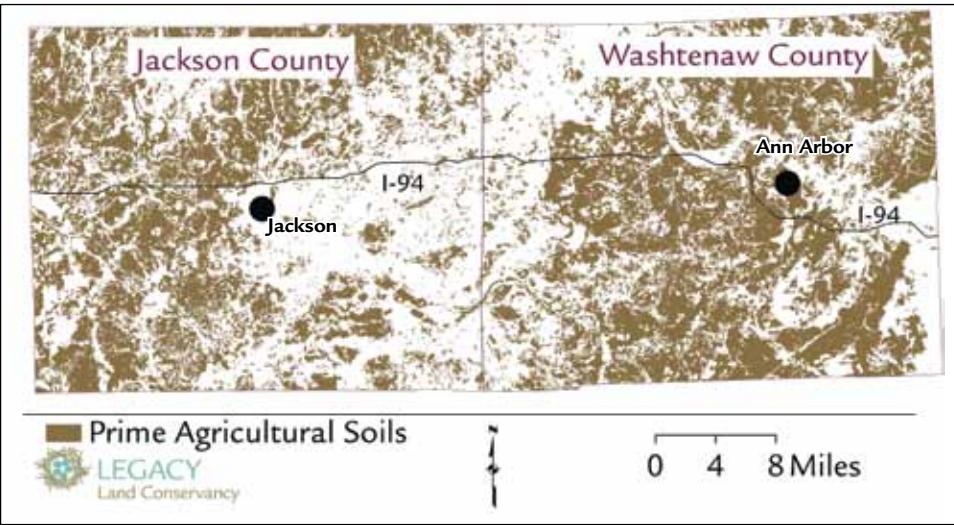 Jackson County
Washtenaw County
Ann Arbor
I-94
Jackson
I-94
Prime Agricultural Soils
LEGACY
Land Conservancy
N
0 4 8 Miles